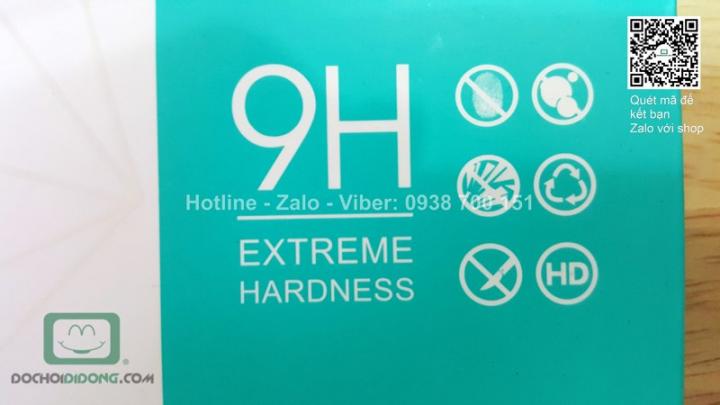 9H
Quét mã để
kết bạn
Zalo với shop
Hotline - Zalo - Viber: 0938 700 151
EXTREME
HARDNESS
HD
DOCHOIDIDONG.COM